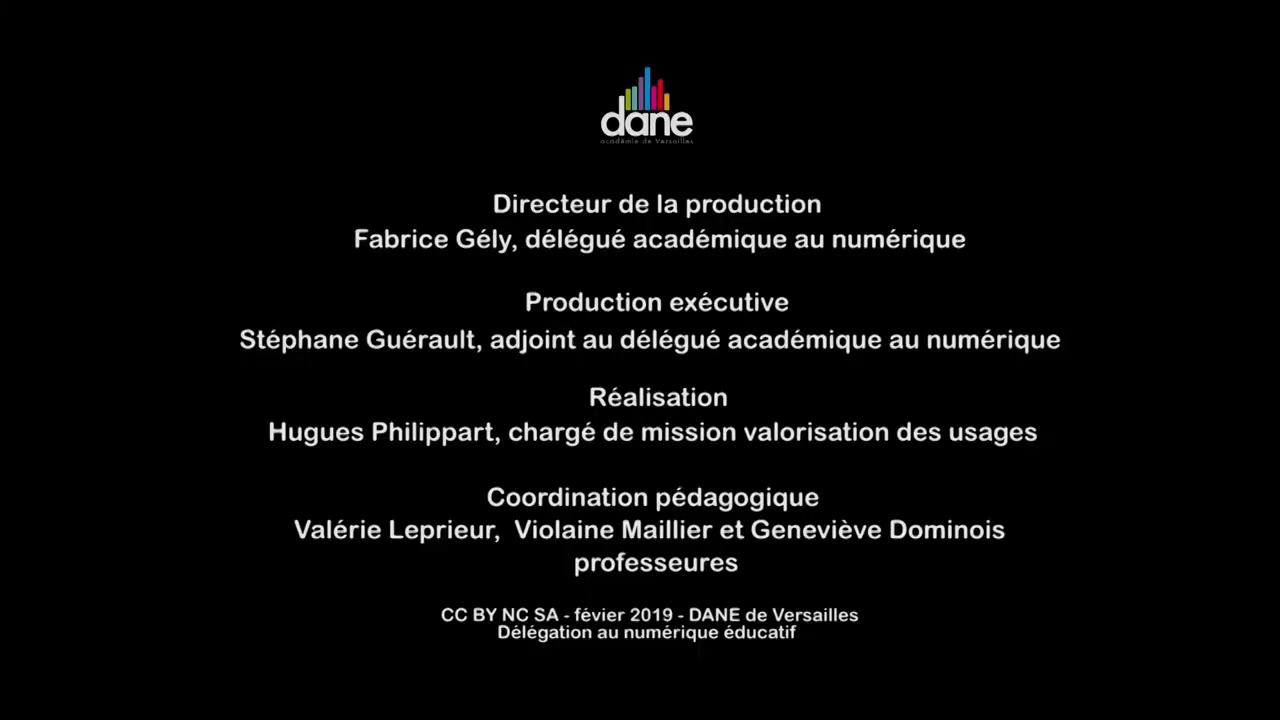 dane
académie de Versailles
Directeur de la production
Fabrice Gély, délégué académique au numérique
Production exécutive
Stéphane Guérault, adjoint au délégué académique au numérique
Réalisation
Hugues Philippart, chargé de mission valorisation des usages
Coordination pédagogique
Valérie Leprieur,  Violaine Maillier et Geneviève Dominois
professeures
CC BY NC SA - févier 2019 - DANE de Versailles
Délégation au numérique éducatif